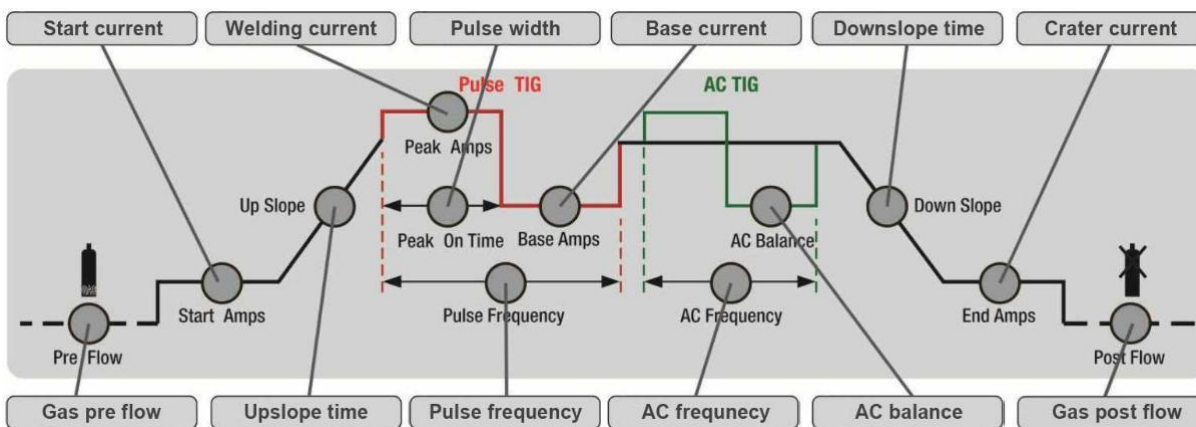 Start current
Welding current
Pulse width
Base current
Downslope time
Crater current
Pulse TIG
AC TIG
Peak Amps
Up Slope
Peak On Time
Base Amps
AC Balance
Down Slope
GAS
Start Amps
Pulse Frequency
AC Frequency
End Amps
Pre Flow
Post Flow
Gas pre flow
Upslope time
Pulse frequency
AC frequnecy
AC balance
Gas post flow